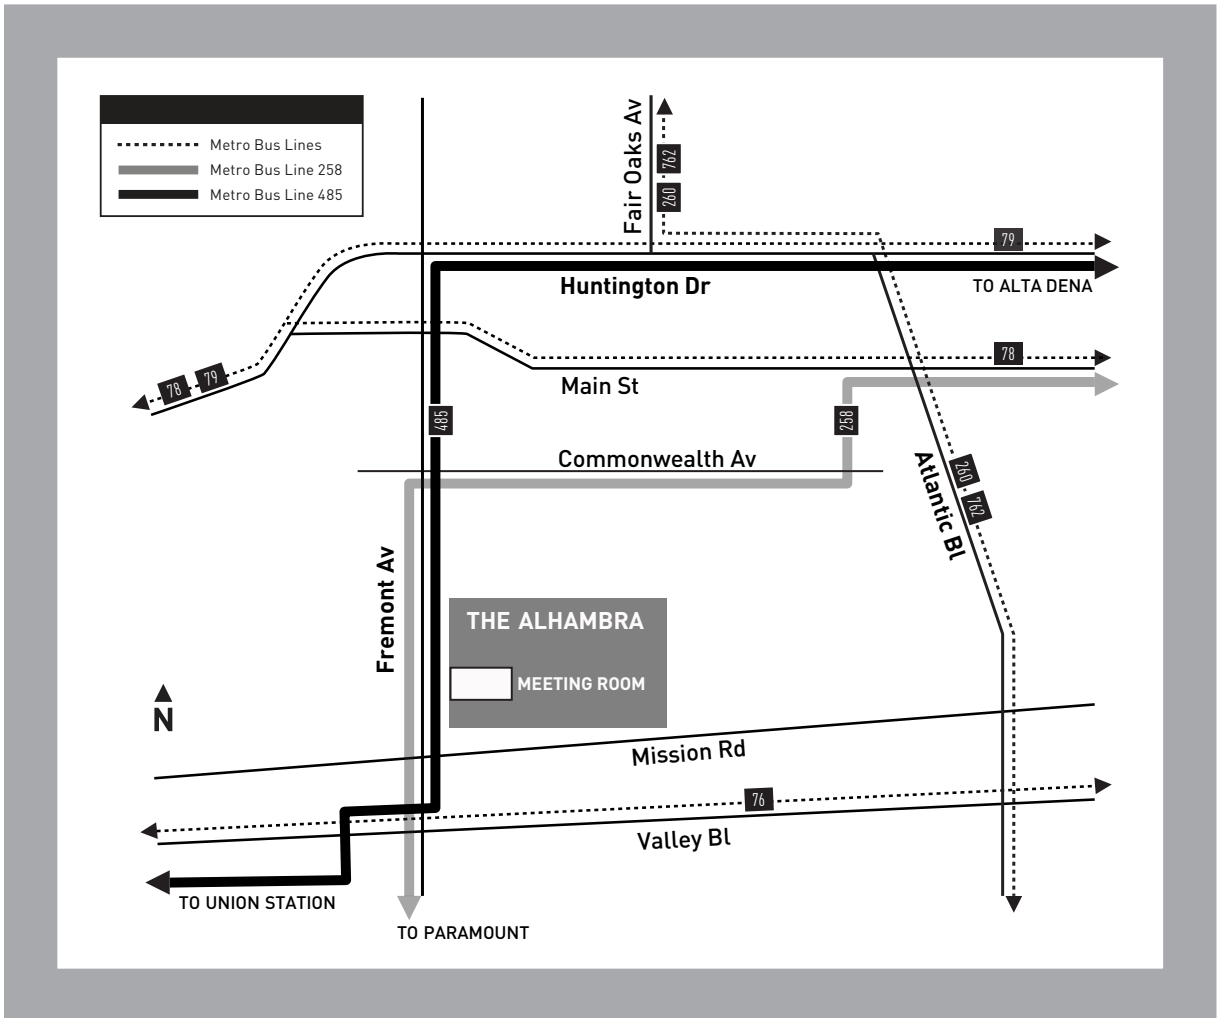 Metro Bus Lines
Metro Bus Line 258
Metro Bus Line 485
Fair Oaks Av
762
260
79
Huntington Dr
TO ALTA DENA
78
79
78
Main St
485
258
Commonwealth Av
Atlantic Bl
260
762
Fremont Av
THE ALHAMBRA
MEETING ROOM
N
Mission Rd
76
Valley Bl
TO UNION STATION
TO PARAMOUNT